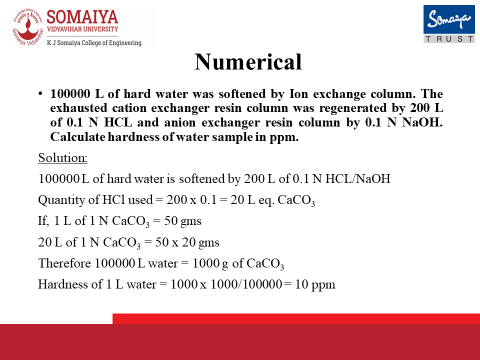 SOMAIYA
VIDYAVIHAR UNIVERSITY
K J Somaiya College of Engineering
Somaiya
TRUST
Numerical
• 100000 L of hard water was softened by Ion exchange column. The
exhausted cation exchanger resin column was regenerated by 200 L
of 0.1 N HCL and anion exchanger resin column by 0.1 N NaOH.
Calculate hardness of water sample in ppm.
Solution:
100000 L of hard water is softened by 200 L of 0.1 N HCL/NaOH
Quantity of HCl used = 200 x 0.1 = 20 L eq. CaCO₃
If, 1 L of 1 N CaCO₃ = 50 gms
20 L of 1 N CaCO₃ = 50 x 20 gms
Therefore 100000 L water = 1000 g of CaCO₃
Hardness of 1 L water = 1000 x 1000/100000 = 10 ppm